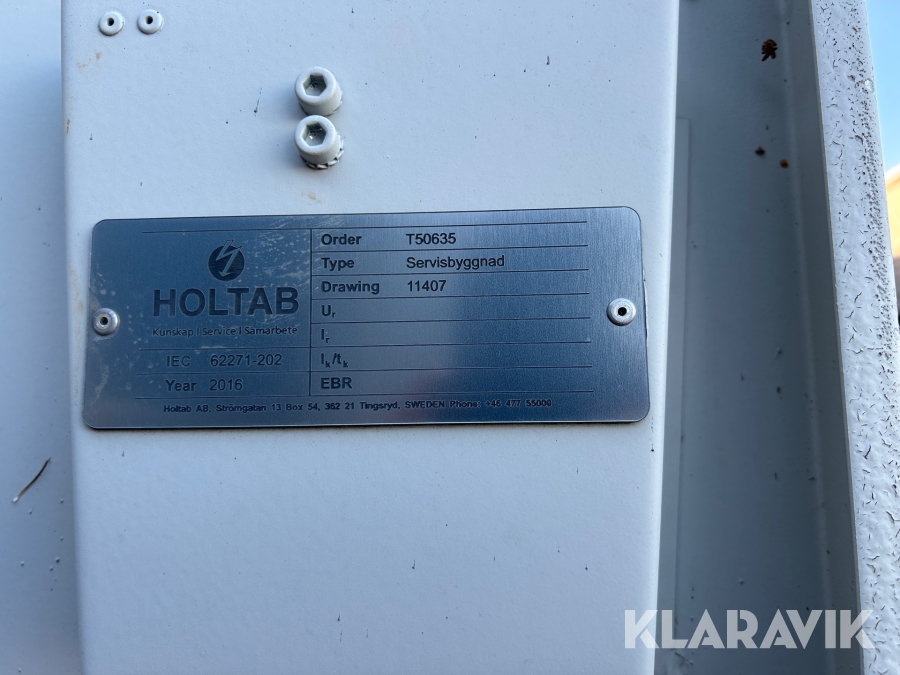 HOLTAB
Kunskap | Service | Samarbete
IEC 62271-202
Year 2016
Order T50635
Type Servisbyggnad
Drawing 11407
Ur
Ir
Ik/tk
EBR
Holtab AB, Stromgatan 13 Box 54, 362 21 Tingsryd, SWEDEN Phone: +46 477 55000
KLARAVIK